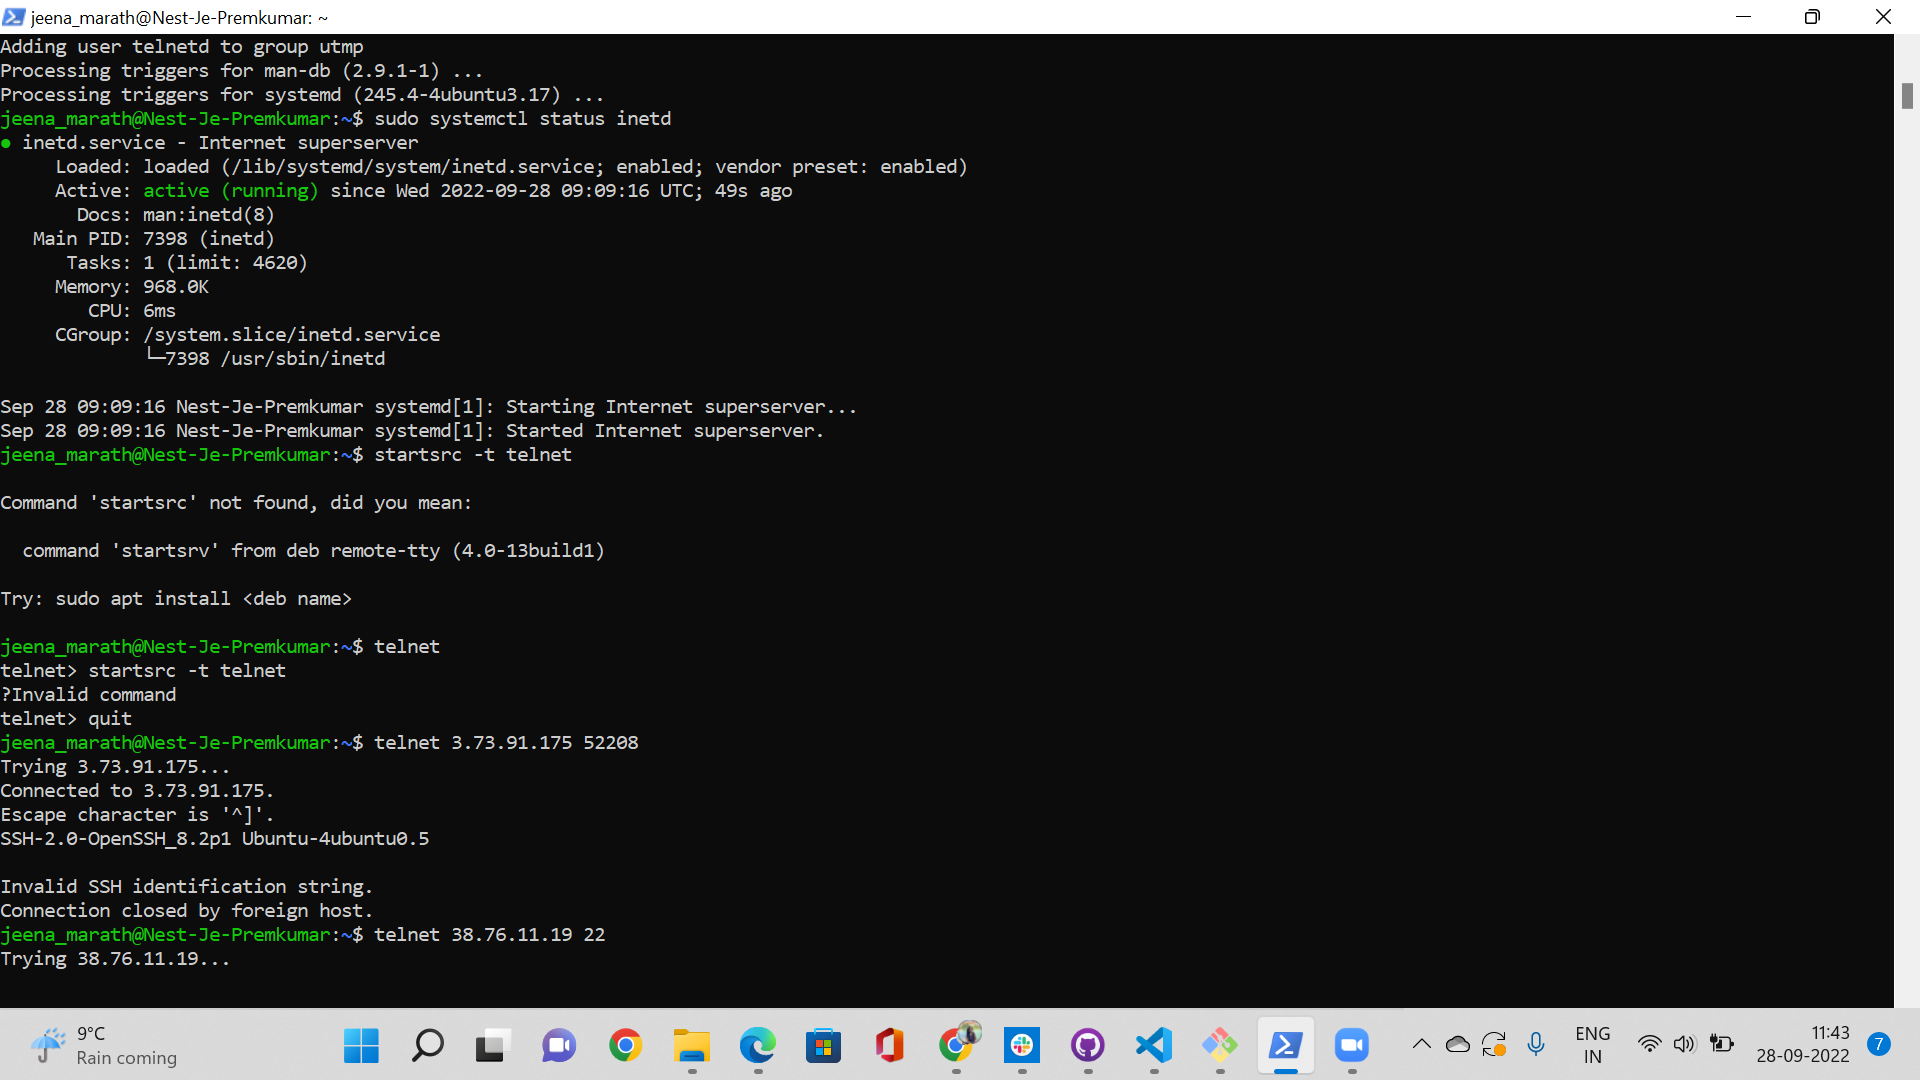 jeena_marath@Nest-Je-Premkumar: ~
Adding user telnetd to group utmp
Processing triggers for man-db (2.9.1-1) ...
Processing triggers for systemd (245.4-4ubuntu3.17) ...
jeena_marath@Nest-Je-Premkumar:~$ sudo systemctl status inetd
● inetd.service - Internet superserver
     Loaded: loaded (/lib/systemd/system/inetd.service; enabled; vendor preset: enabled)
     Active: active (running) since Wed 2022-09-28 09:09:16 UTC; 49s ago
       Docs: man:inetd(8)
   Main PID: 7398 (inetd)
      Tasks: 1 (limit: 4620)
     Memory: 968.0K
        CPU: 6ms
     CGroup: /system.slice/inetd.service
             └─7398 /usr/sbin/inetd
Sep 28 09:09:16 Nest-Je-Premkumar systemd[1]: Starting Internet superserver...
Sep 28 09:09:16 Nest-Je-Premkumar systemd[1]: Started Internet superserver.
jeena_marath@Nest-Je-Premkumar:~$ startsrc -t telnet
Command 'startsrc' not found, did you mean:
  command 'startsrv' from deb remote-tty (4.0-13build1)
Try: sudo apt install <deb name>
jeena_marath@Nest-Je-Premkumar:~$ telnet
telnet> startsrc -t telnet
?Invalid command
telnet> quit
jeena_marath@Nest-Je-Premkumar:~$ telnet 3.73.91.175 52208
Trying 3.73.91.175...
Connected to 3.73.91.175.
Escape character is '^]'.
SSH-2.0-OpenSSH_8.2p1 Ubuntu-4ubuntu0.5
Invalid SSH identification string.
Connection closed by foreign host.
jeena_marath@Nest-Je-Premkumar:~$ telnet 38.76.11.19 22
Trying 38.76.11.19...
9°C
Rain coming
ENG
IN
11:43
28-09-2022
7